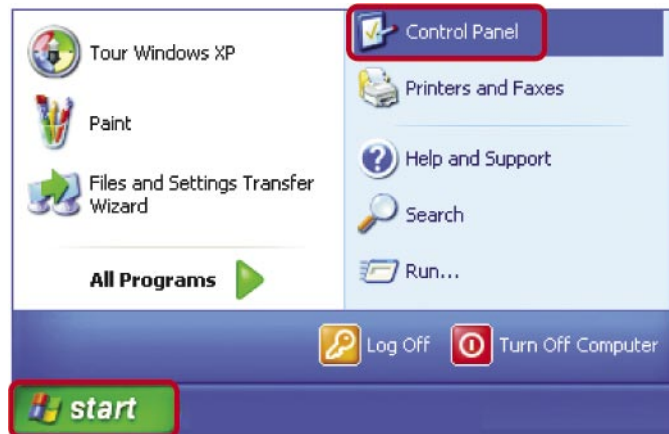 Tour Windows XP
Paint
Files and Settings Transfer
Wizard
All Programs
Control Panel
Printers and Faxes
Help and Support
Search
Run...
Log Off
Turn Off Computer
start